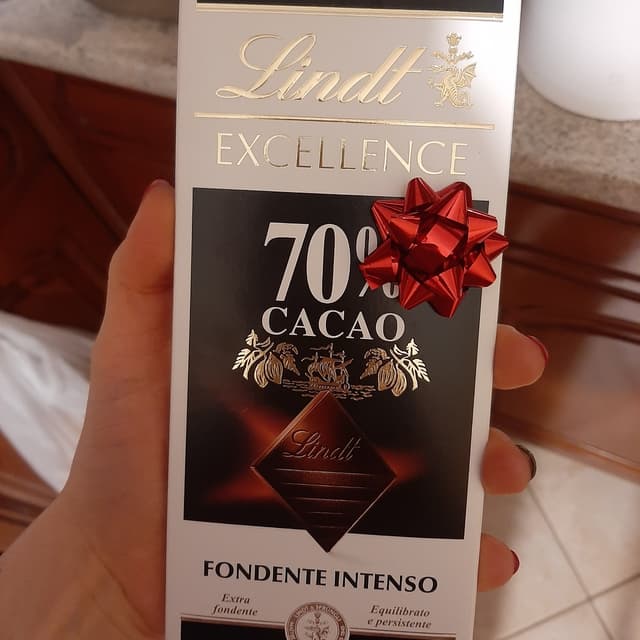 Lindt
EXCELLENCE
70%
CACAO
Lindt
FONDENTE INTENSO
Extra
fondente
Equilibrato
e persistente